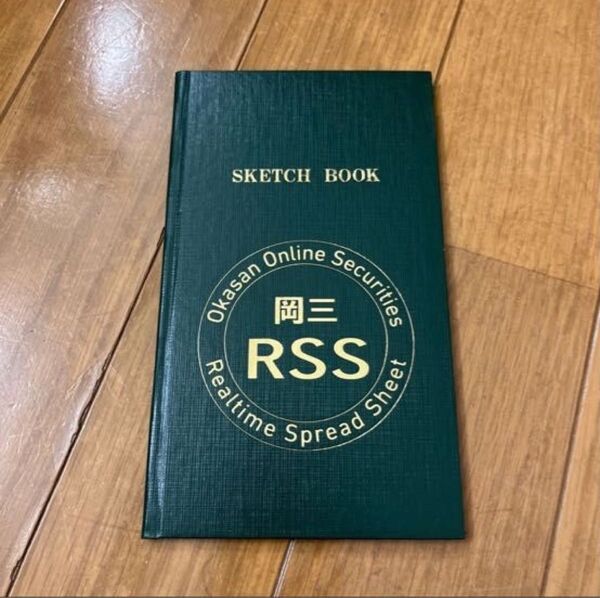 SKETCH BOOK
Okasan Online Securities
岡三
RSS
Realtime Spread Sheet